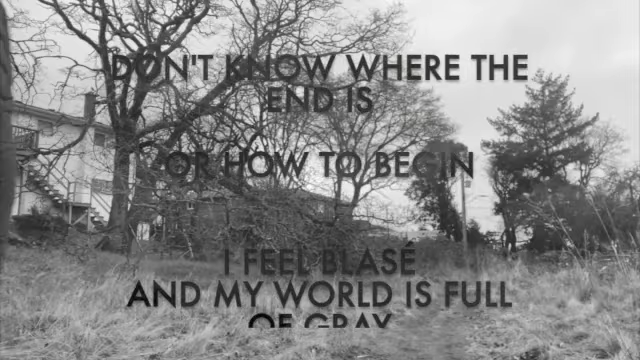 DON'T KNOW WHERE THE
END IS
OR HOW TO BEGIN
I FEEL BLASÉ
AND MY WORLD IS FULL
OF GRAY